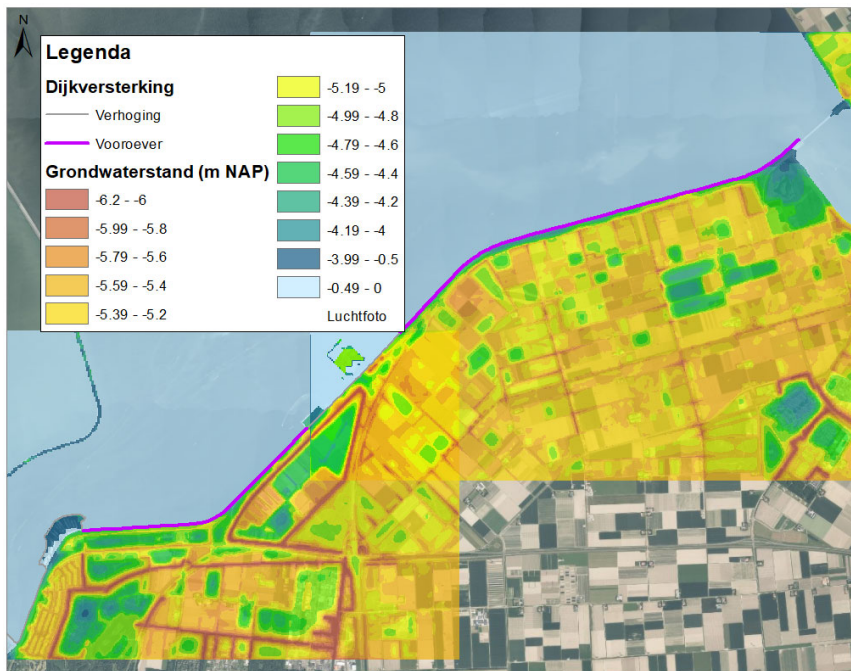 N
Legenda
Dijkversterking
Verhoging
Vooroever
Grondwaterstand (m NAP)
-6.2 - -6
-5.99 - -5.8
-5.79 - -5.6
-5.59 - -5.4
-5.39 - -5.2
-5.19 - -5
-4.99 - -4.8
-4.79 - -4.6
-4.59 - -4.4
-4.39 - -4.2
-4.19 - -4
-3.99 - -0.5
-0.49 - 0
Luchtfoto